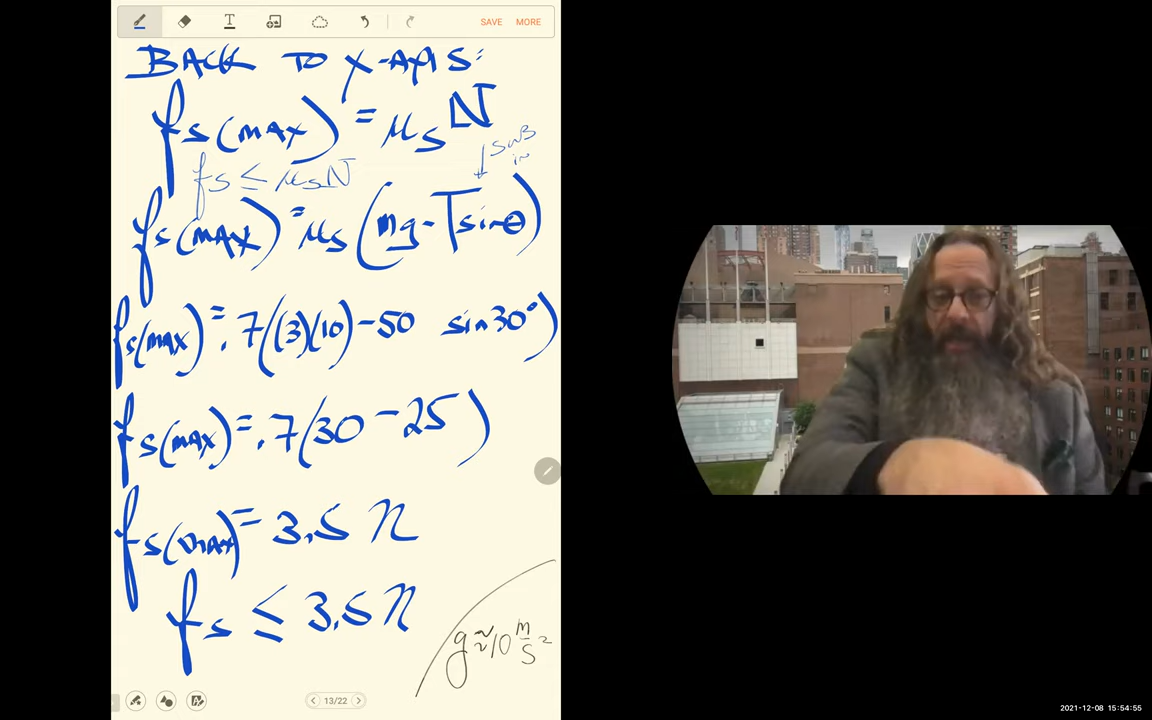 SAVE MORE
BACK TO X-AXIS:
fs(max) = μs N
fs ≤ μsN
↓ sub in
fs(max) = μs (mg - Tsinθ)
fs(max) = .7((3)(10) - 50 sin30°)
fs(max) = .7(30 - 25)
fs(max) = 3.5 N
fs ≤ 3.5 N
g ≈ 10 m/s²
13/22
2021-12-08 15:54:55